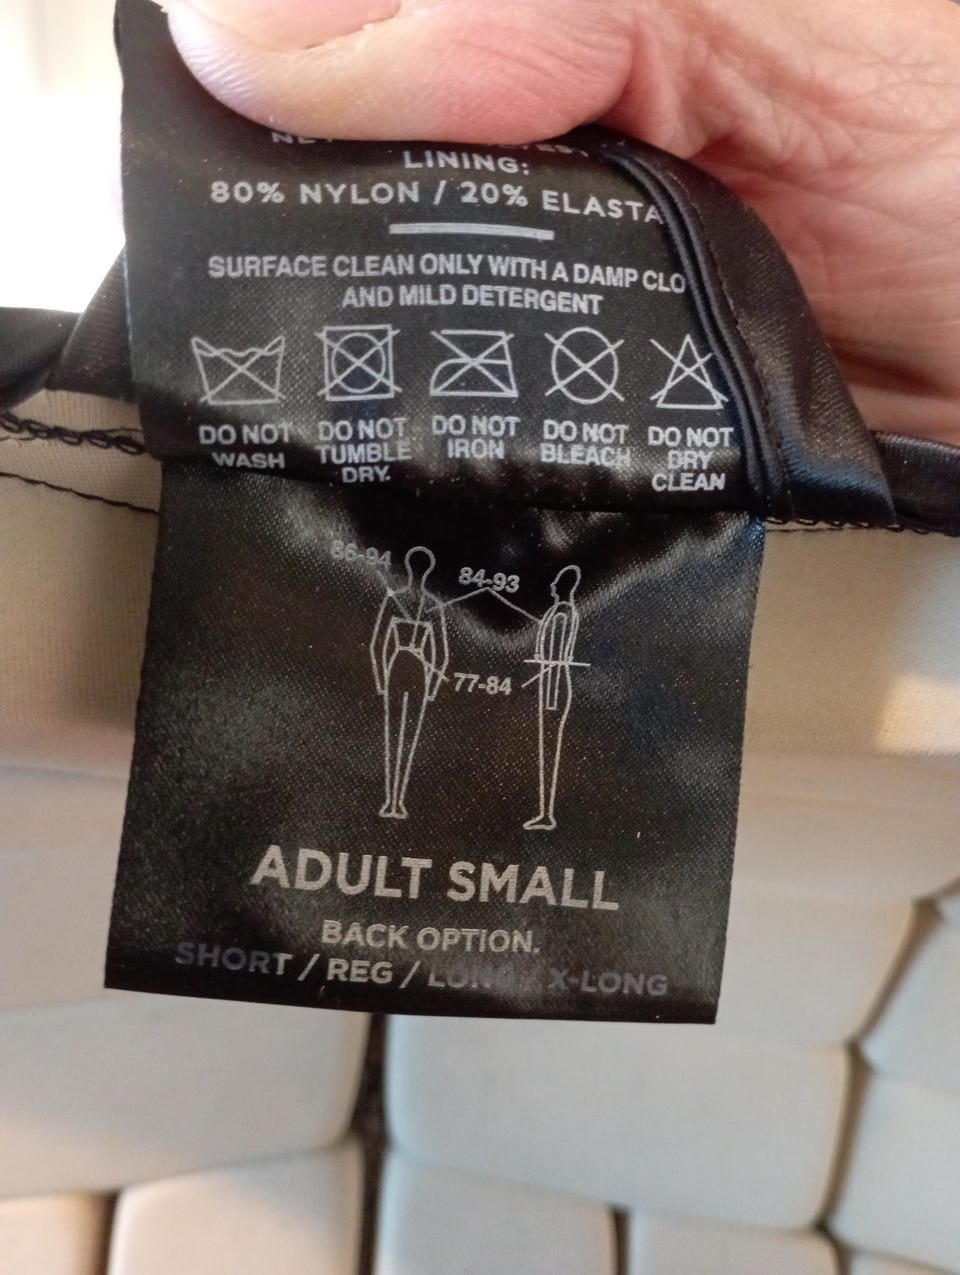 LINING:
80% NYLON / 20% ELASTA
SURFACE CLEAN ONLY WITH A DAMP CLO
AND MILD DETERGENT
DO NOT WASH
DO NOT TUMBLE DRY.
DO NOT IRON
DO NOT BLEACH
DO NOT DRY CLEAN
86-94
84-93
77-84
ADULT SMALL
BACK OPTION.
SHORT / REG / LONG / X-LONG